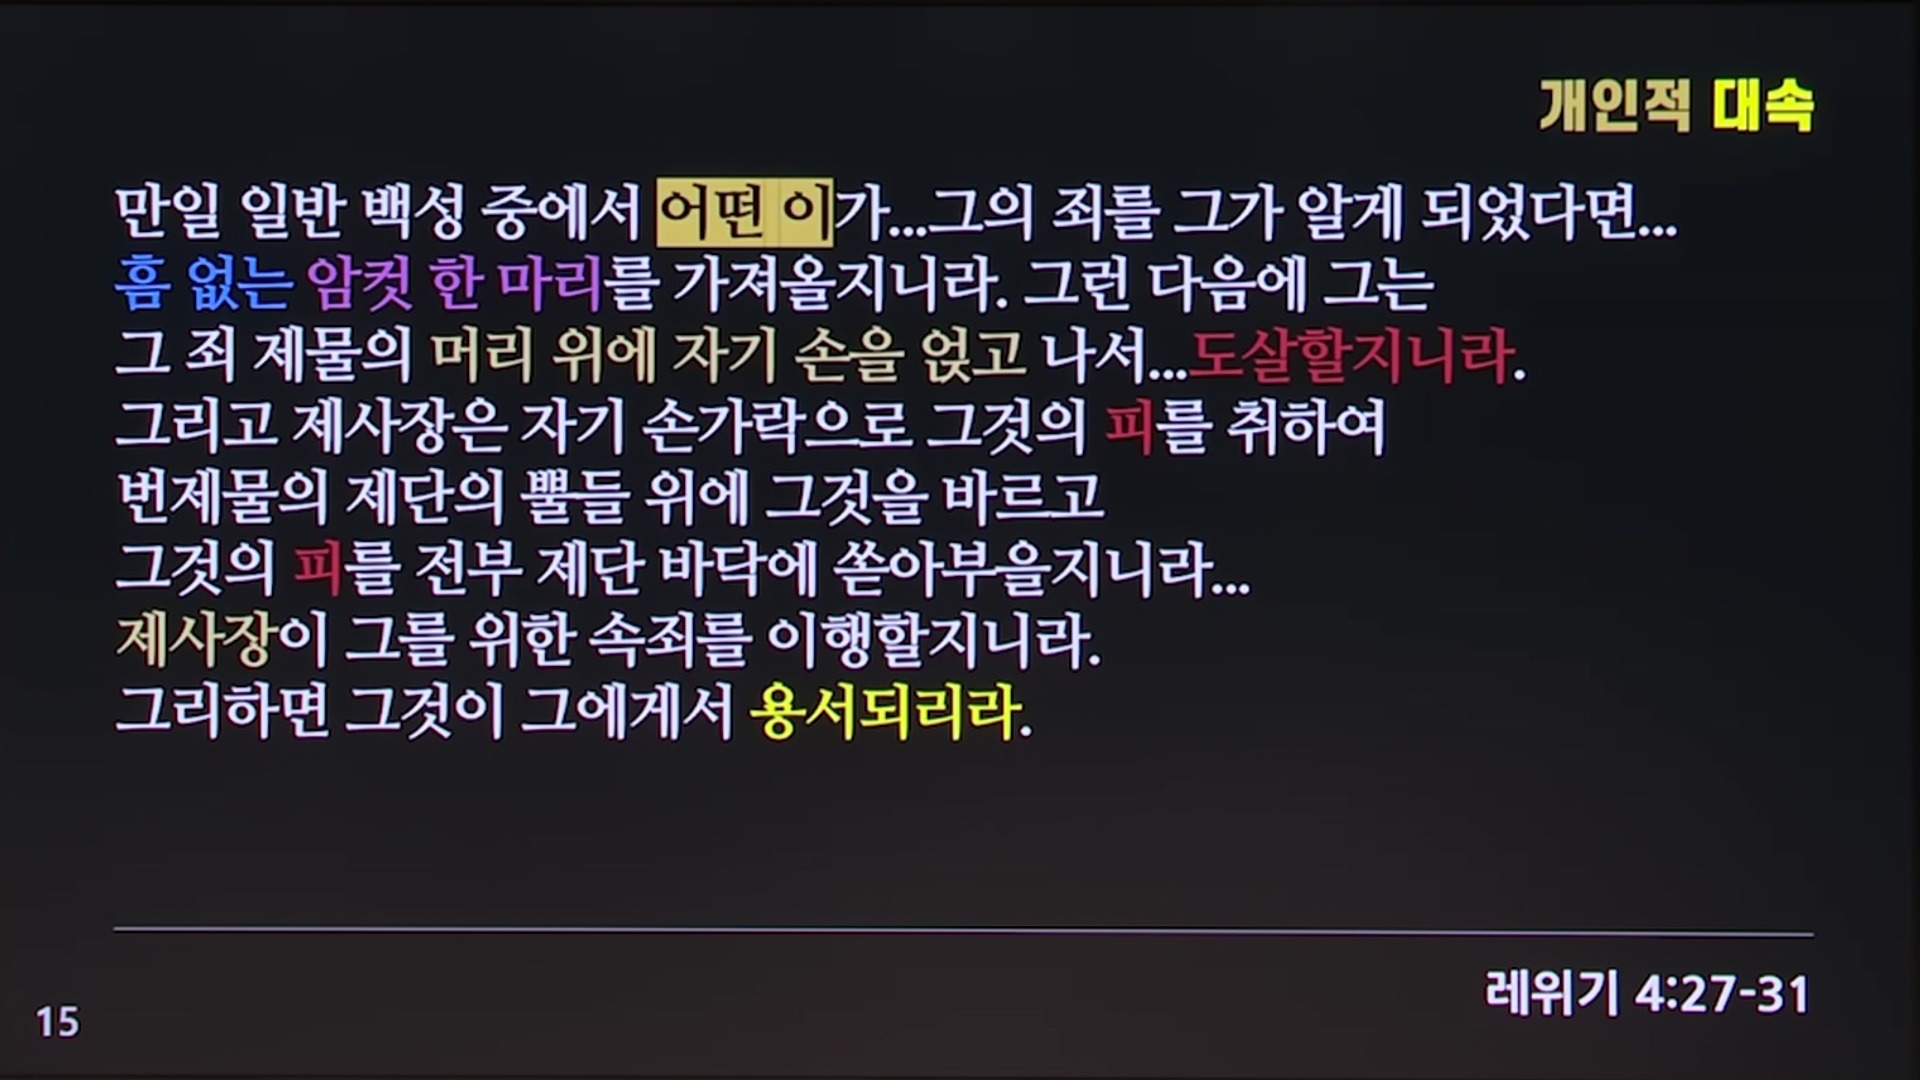 개인적 대속
만일 일반 백성 중에서 어떤 이가...그의 죄를 그가 알게 되었다면...
흠 없는 암컷 한 마리를 가져올지니라. 그런 다음에 그는
그 죄 제물의 머리 위에 자기 손을 얹고 나서...도살할지니라.
그리고 제사장은 자기 손가락으로 그것의 피를 취하여
번제물의 제단의 뿔들 위에 그것을 바르고
그것의 피를 전부 제단 바닥에 쏟아부을지니라...
제사장이 그를 위한 속죄를 이행할지니라.
그리하면 그것이 그에게서 용서되리라.
레위기 4:27-31
15